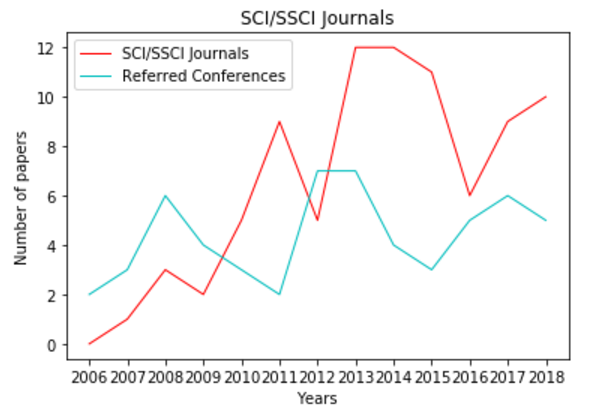 SCI/SSCI Journals
SCI/SSCI Journals
Referred Conferences
Number of papers
12
10
8
6
4
2
0
2006 2007 2008 2009 2010 2011 2012 2013 2014 2015 2016 2017 2018
Years